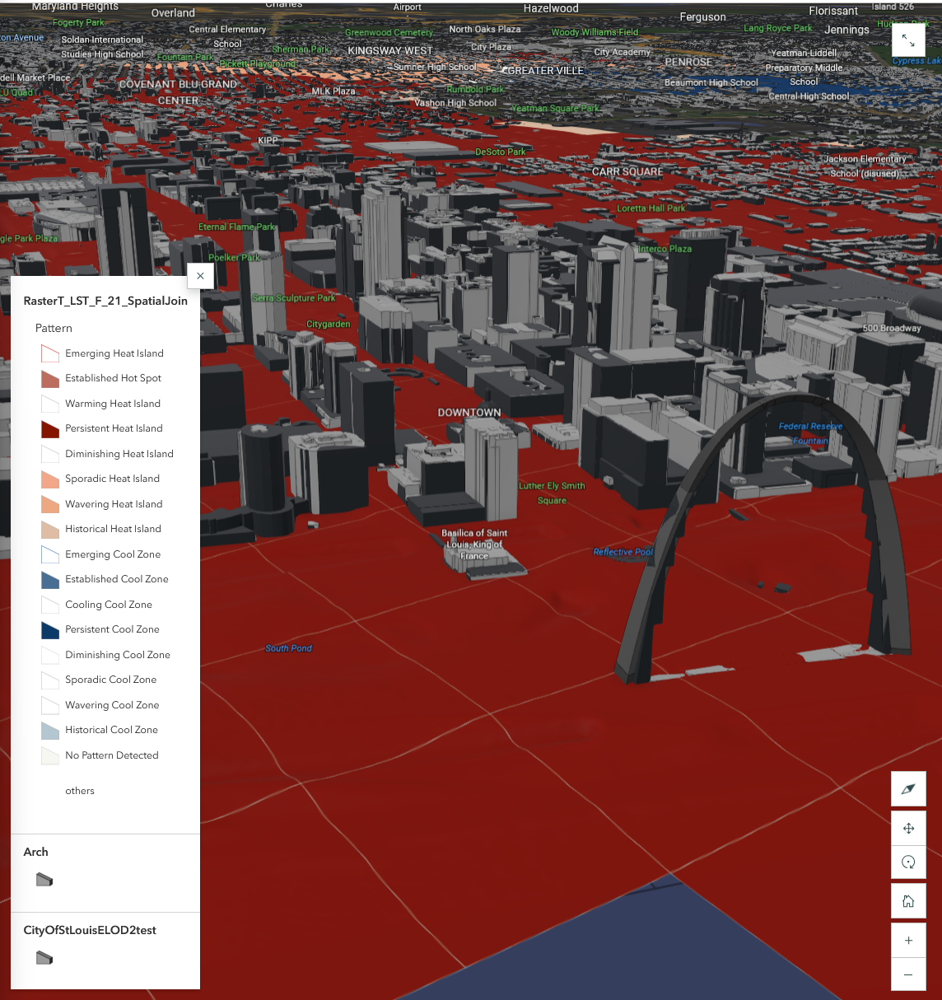 Maryland Heights
Overland
Charles
Airport
Hazelwood
Ferguson
Florissant
Island 526
Fogerty Park
Central Elementary
School
Greenwood Cemetery
North Oaks Plaza
Woody Williams Field
Lang Royce Park
Jennings
on Avenue
Soldan International
Studies High School
Sherman Park
KINGSWAY WEST
City Plaza
City Academy
Yeatman-Liddell
Preparatory Middle
School
Cypress Lak
Fountain Park
Pickett Playground
Sumner High School
GREATER VILLE
PENROSE
dell Market Place
COVENANT BLU GRAND
CENTER
MLK Plaza
Rumbold Park
Beaumont High School
U Quad
Vashon High School
Yeatman Square Park
Central High School
KIPP
DeSoto Park
CARR SQUARE
Jackson Elementary
School (disused)
Loretta Hall Park
Eternal Flame Park
gle Park Plaza
Poelker Park
Interco Plaza
Serra Sculpture Park
Citygarden
500 Broadway
DOWNTOWN
Federal Reserve
Fountain
Luther Ely Smith
Square
Basilica of Saint
Louis, King of
France
Reflective Pool
South Pond
RasterT_LST_F_21_SpatialJoin
Pattern
Emerging Heat Island
Established Hot Spot
Warming Heat Island
Persistent Heat Island
Diminishing Heat Island
Sporadic Heat Island
Wavering Heat Island
Historical Heat Island
Emerging Cool Zone
Established Cool Zone
Cooling Cool Zone
Persistent Cool Zone
Diminishing Cool Zone
Sporadic Cool Zone
Wavering Cool Zone
Historical Cool Zone
No Pattern Detected
others
Arch
CityOfStLouisELOD2test